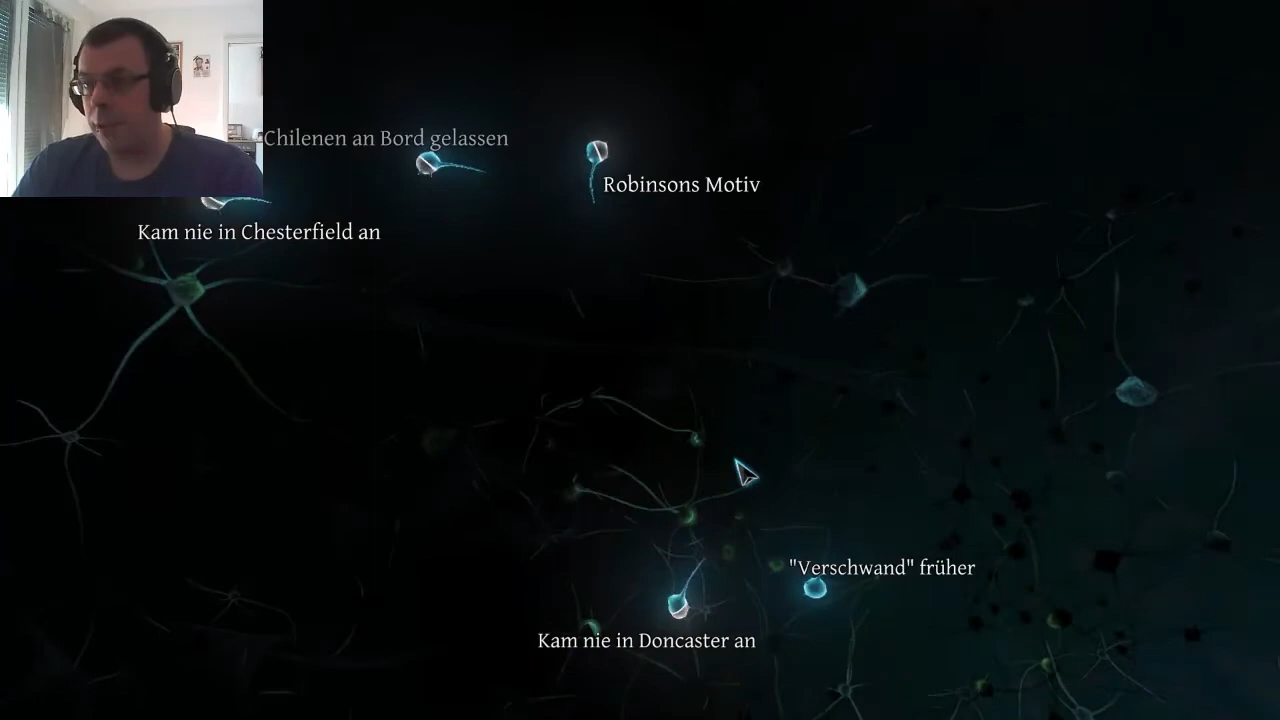 Chilenen an Bord gelassen
Robinsons Motiv
Kam nie in Chesterfield an
"Verschwand" früher
Kam nie in Doncaster an